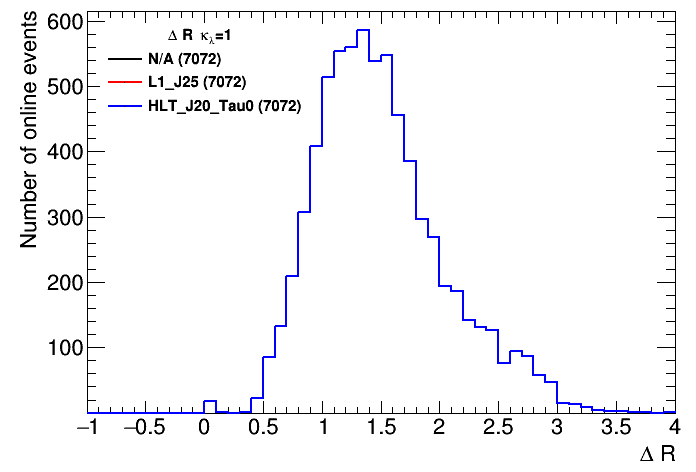 Δ R κλ=1
N/A (7072)
L1_J25 (7072)
HLT_J20_Tau0 (7072)
Number of online events
600
500
400
300
200
100
−1 −0.5 0 0.5 1 1.5 2 2.5 3 3.5 4
Δ R